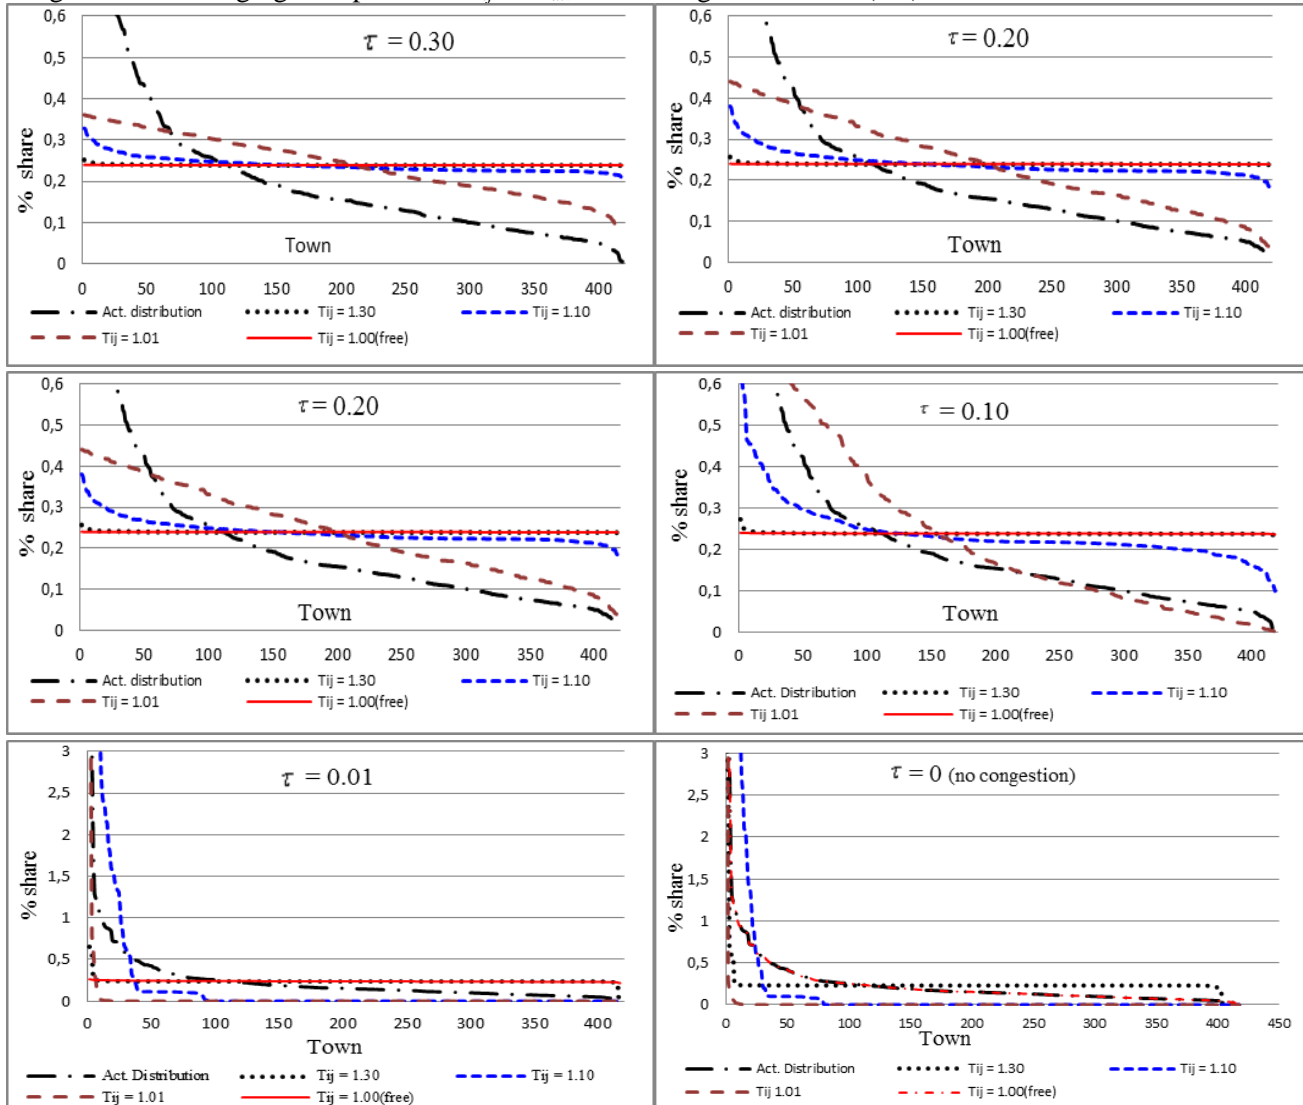 τ = 0.30
0,6
0,5
0,4
0,3
0,2
0,1
0
% share
Town
0 50 100 150 200 250 300 350 400
Act. distribution Tij = 1.30 Tij = 1.10
Tij = 1.01 Tij = 1.00(free)
τ = 0.20
0,6
0,5
0,4
0,3
0,2
0,1
0
% share
Town
0 50 100 150 200 250 300 350 400
Act. distribution Tij = 1.30 Tij = 1.10
Tij = 1.01 Tij = 1.00(free)
τ = 0.20
0,6
0,5
0,4
0,3
0,2
0,1
0
% share
Town
0 50 100 150 200 250 300 350 400
Act. distribution Tij = 1.30 Tij = 1.10
Tij = 1.01 Tij = 1.00(free)
τ = 0.10
0,6
0,5
0,4
0,3
0,2
0,1
0
% share
0 50 100 150 200 250 300 350 400
Act. Distribution Tij = 1.30 Tij = 1.10
Tij 1.01 Tij = 1.00(free)
τ = 0.01
3
2,5
2
1,5
1
0,5
0
% share
0 50 100 150 200 250 300 350 400
Town
Act. Distribution Tij = 1.30 Tij = 1.10
Tij = 1.01 Tij = 1.00(free)
τ = 0 (no congestion)
3
2,5
2
1,5
1
0,5
0
% share
0 50 100 150 200 250 300 350 400 450
Town
Act. Distribution Tij = 1.30 Tij = 1.10
Tij 1.01 Tij = 1.00(free)